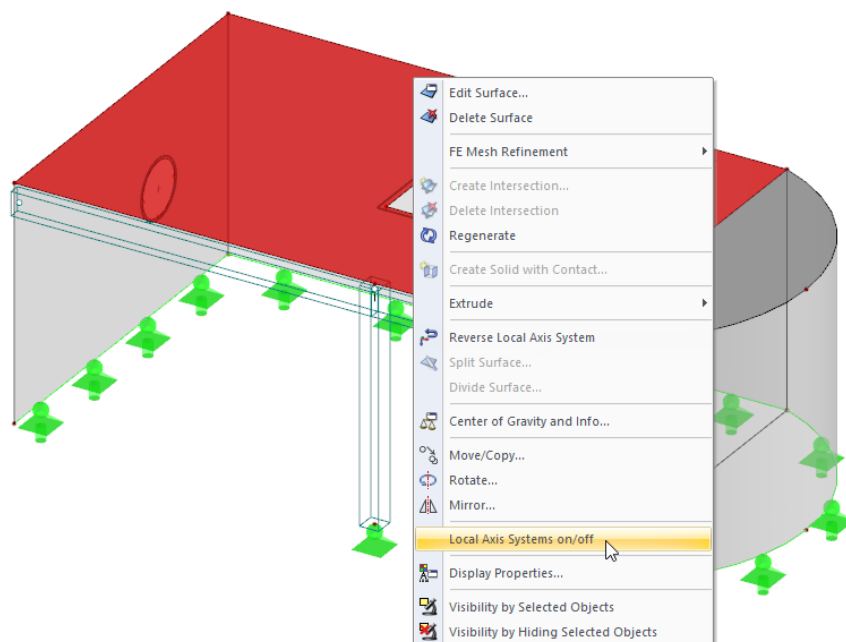 Edit Surface...
Delete Surface
FE Mesh Refinement
Create Intersection...
Delete Intersection
Regenerate
Create Solid with Contact...
Extrude
Reverse Local Axis System
Split Surface...
Divide Surface...
Center of Gravity and Info...
Move/Copy...
Rotate...
Mirror...
Local Axis Systems on/off
Display Properties...
Visibility by Selected Objects
Visibility by Hiding Selected Objects